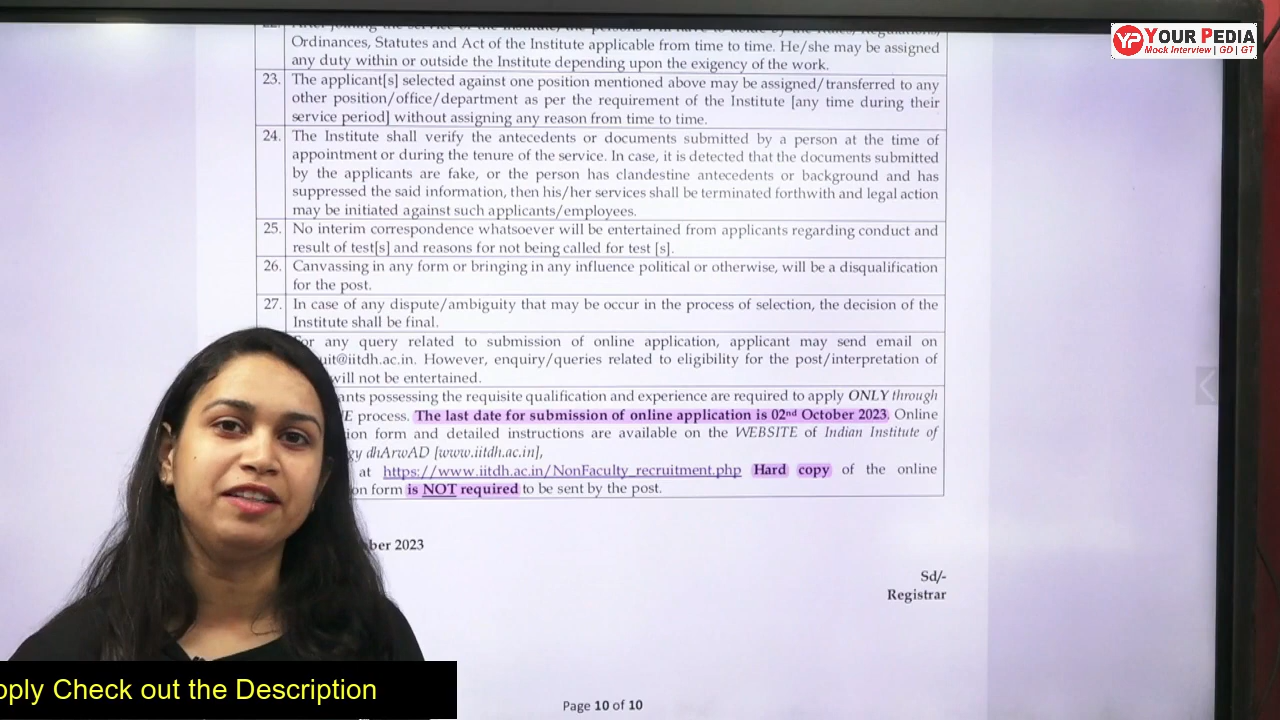 YOUR PEDIA
Mock Interview | GD | GT
YP
Ordinances, Statutes and Act of the Institute applicable from time to time. He/she may be assigned
any duty within or outside the Institute depending upon the exigency of the work.
23. The applicant[s] selected against one position mentioned above may be assigned/transferred to any
other position/office/department as per the requirement of the Institute [any time during their
service period] without assigning any reason from time to time.
24. The Institute shall verify the antecedents or documents submitted by a person at the time of
appointment or during the tenure of the service. In case, it is detected that the documents submitted
by the applicants are fake, or the person has clandestine antecedents or background and has
suppressed the said information, then his/her services shall be terminated forthwith and legal action
may be initiated against such applicants/employees.
25. No interim correspondence whatsoever will be entertained from applicants regarding conduct and
result of test[s] and reasons for not being called for test [s].
26. Canvassing in any form or bringing in any influence political or otherwise, will be a disqualification
for the post.
27. In case of any dispute/ambiguity that may be occur in the process of selection, the decision of the
Institute shall be final.
or any query related to submission of online application, applicant may send email on
uit@iitdh.ac.in. However, enquiry/queries related to eligibility for the post/interpretation of
will not be entertained.
ants possessing the requisite qualification and experience are required to apply ONLY through
E process. The last date for submission of online application is 02nd October 2023. Online
ion form and detailed instructions are available on the WEBSITE of Indian Institute of
gy dhArwAD [www.iitdh.ac.in],
at https://www.iitdh.ac.in/NonFaculty_recruitment.php Hard copy of the online
on form is NOT required to be sent by the post.
ber 2023
Sd/-
Registrar
pply Check out the Description
Page 10 of 10